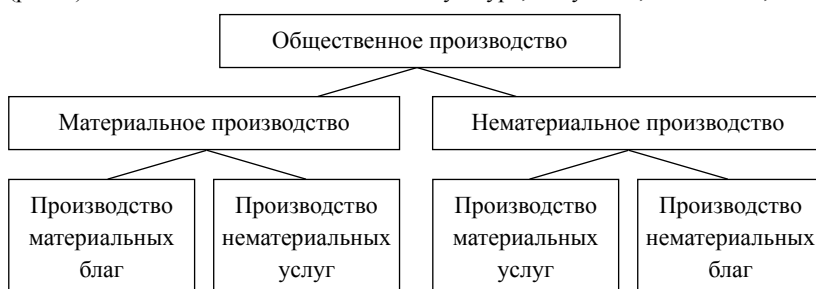 Общественное производство
Материальное производство
Нематериальное производство
Производство
материальных
благ
Производство
нематериальных
услуг
Производство
материальных
услуг
Производство
нематериальных
благ